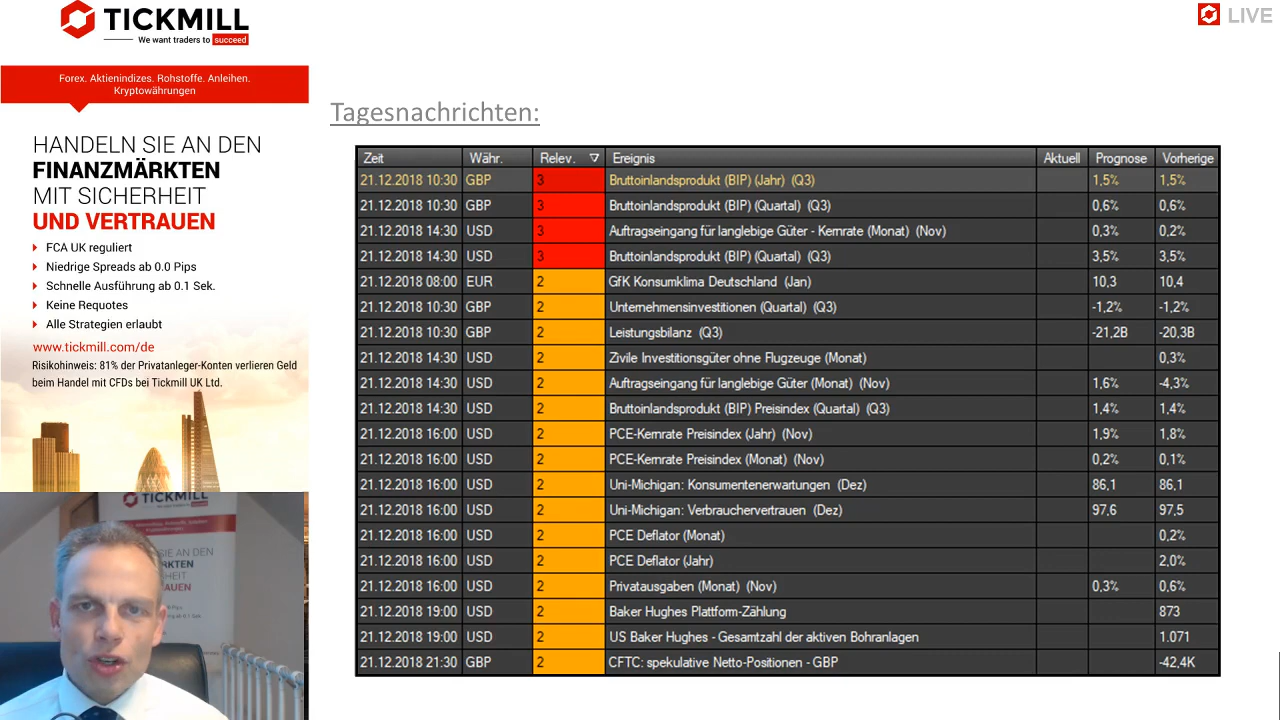 TICKMILL
We want traders to succeed
Forex. Aktienindizes. Rohstoffe. Anleihen.
Kryptowährungen
HANDELN SIE AN DEN
FINANZMÄRKTEN
MIT SICHERHEIT
UND VERTRAUEN
FCA UK reguliert
Niedrige Spreads ab 0.0 Pips
Schnelle Ausführung ab 0.1 Sek.
Keine Requotes
Alle Strategien erlaubt
www.tickmill.com/de
Risikohinweis: 81% der Privatanleger-Konten verlieren Geld
beim Handel mit CFDs bei Tickmill UK Ltd.
TICKMILL
SIE AN DEN
RKTEN
HEIT
RAUEN
LIVE
Tagesnachrichten:
Zeit Währ. Relev. Ereignis Aktuell Prognose Vorherige
21.12.2018 10:30 GBP 3 Bruttoinlandsprodukt (BIP) (Jahr) (Q3) 1,5% 1,5%
21.12.2018 10:30 GBP 3 Bruttoinlandsprodukt (BIP) (Quartal) (Q3) 0,6% 0,6%
21.12.2018 14:30 USD 3 Auftragseingang für langlebige Güter - Kernrate (Monat) (Nov) 0,3% 0,2%
21.12.2018 14:30 USD 3 Bruttoinlandsprodukt (BIP) (Quartal) (Q3) 3,5% 3,5%
21.12.2018 08:00 EUR 2 GfK Konsumklima Deutschland (Jan) 10,3 10,4
21.12.2018 10:30 GBP 2 Unternehmensinvestitionen (Quartal) (Q3) -1,2% -1,2%
21.12.2018 10:30 GBP 2 Leistungsbilanz (Q3) -21,2B -20,3B
21.12.2018 14:30 USD 2 Zivile Investitionsgüter ohne Flugzeuge (Monat) 0,3%
21.12.2018 14:30 USD 2 Auftragseingang für langlebige Güter (Monat) (Nov) 1,6% -4,3%
21.12.2018 14:30 USD 2 Bruttoinlandsprodukt (BIP) Preisindex (Quartal) (Q3) 1,4% 1,4%
21.12.2018 16:00 USD 2 PCE-Kernrate Preisindex (Jahr) (Nov) 1,9% 1,8%
21.12.2018 16:00 USD 2 PCE-Kernrate Preisindex (Monat) (Nov) 0,2% 0,1%
21.12.2018 16:00 USD 2 Uni-Michigan: Konsumentenerwartungen (Dez) 86,1 86,1
21.12.2018 16:00 USD 2 Uni-Michigan: Verbrauchervertrauen (Dez) 97,6 97,5
21.12.2018 16:00 USD 2 PCE Deflator (Monat) 0,2%
21.12.2018 16:00 USD 2 PCE Deflator (Jahr) 2,0%
21.12.2018 16:00 USD 2 Privatausgaben (Monat) (Nov) 0,3% 0,6%
21.12.2018 19:00 USD 2 Baker Hughes Plattform-Zählung 873
21.12.2018 19:00 USD 2 US Baker Hughes - Gesamtzahl der aktiven Bohranlagen 1.071
21.12.2018 21:30 GBP 2 CFTC: spekulative Netto-Positionen - GBP -42,4K